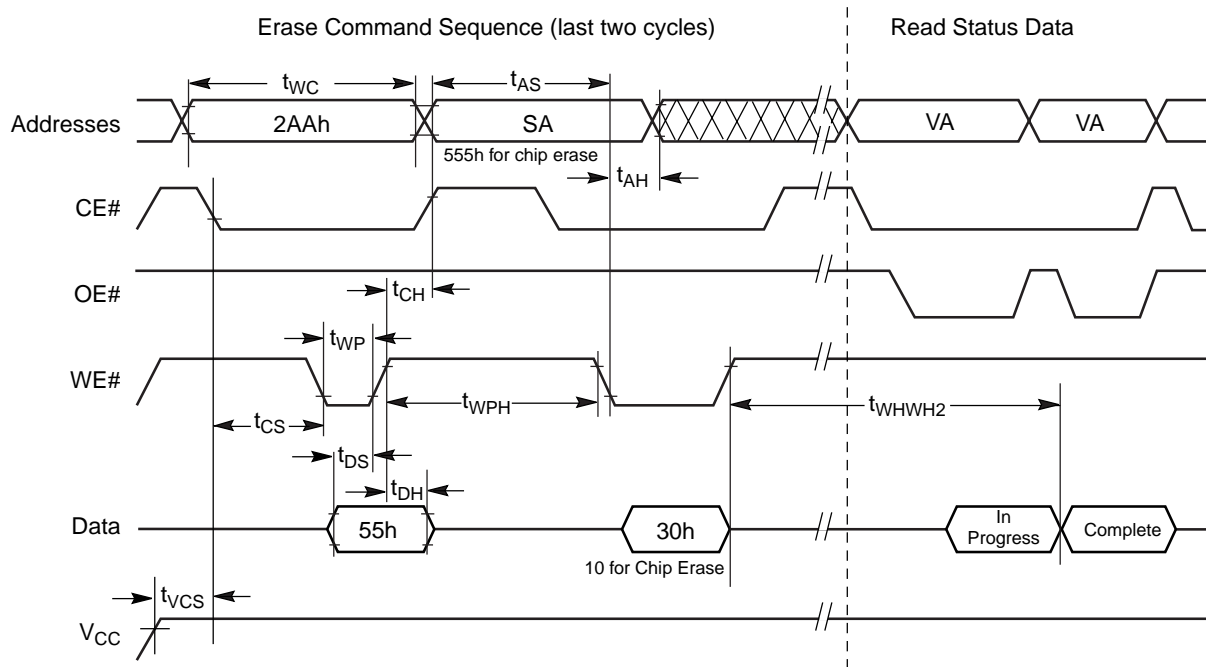 Erase Command Sequence (last two cycles)
Read Status Data
tWC
tAS
Addresses
2AAh
SA
VA
VA
555h for chip erase
tAH
CE#
OE#
tCH
tWP
WE#
tWPH
tWHWH2
tCS
tDS
tDH
Data
55h
30h
In
Progress
Complete
10 for Chip Erase
tVCS
VCC